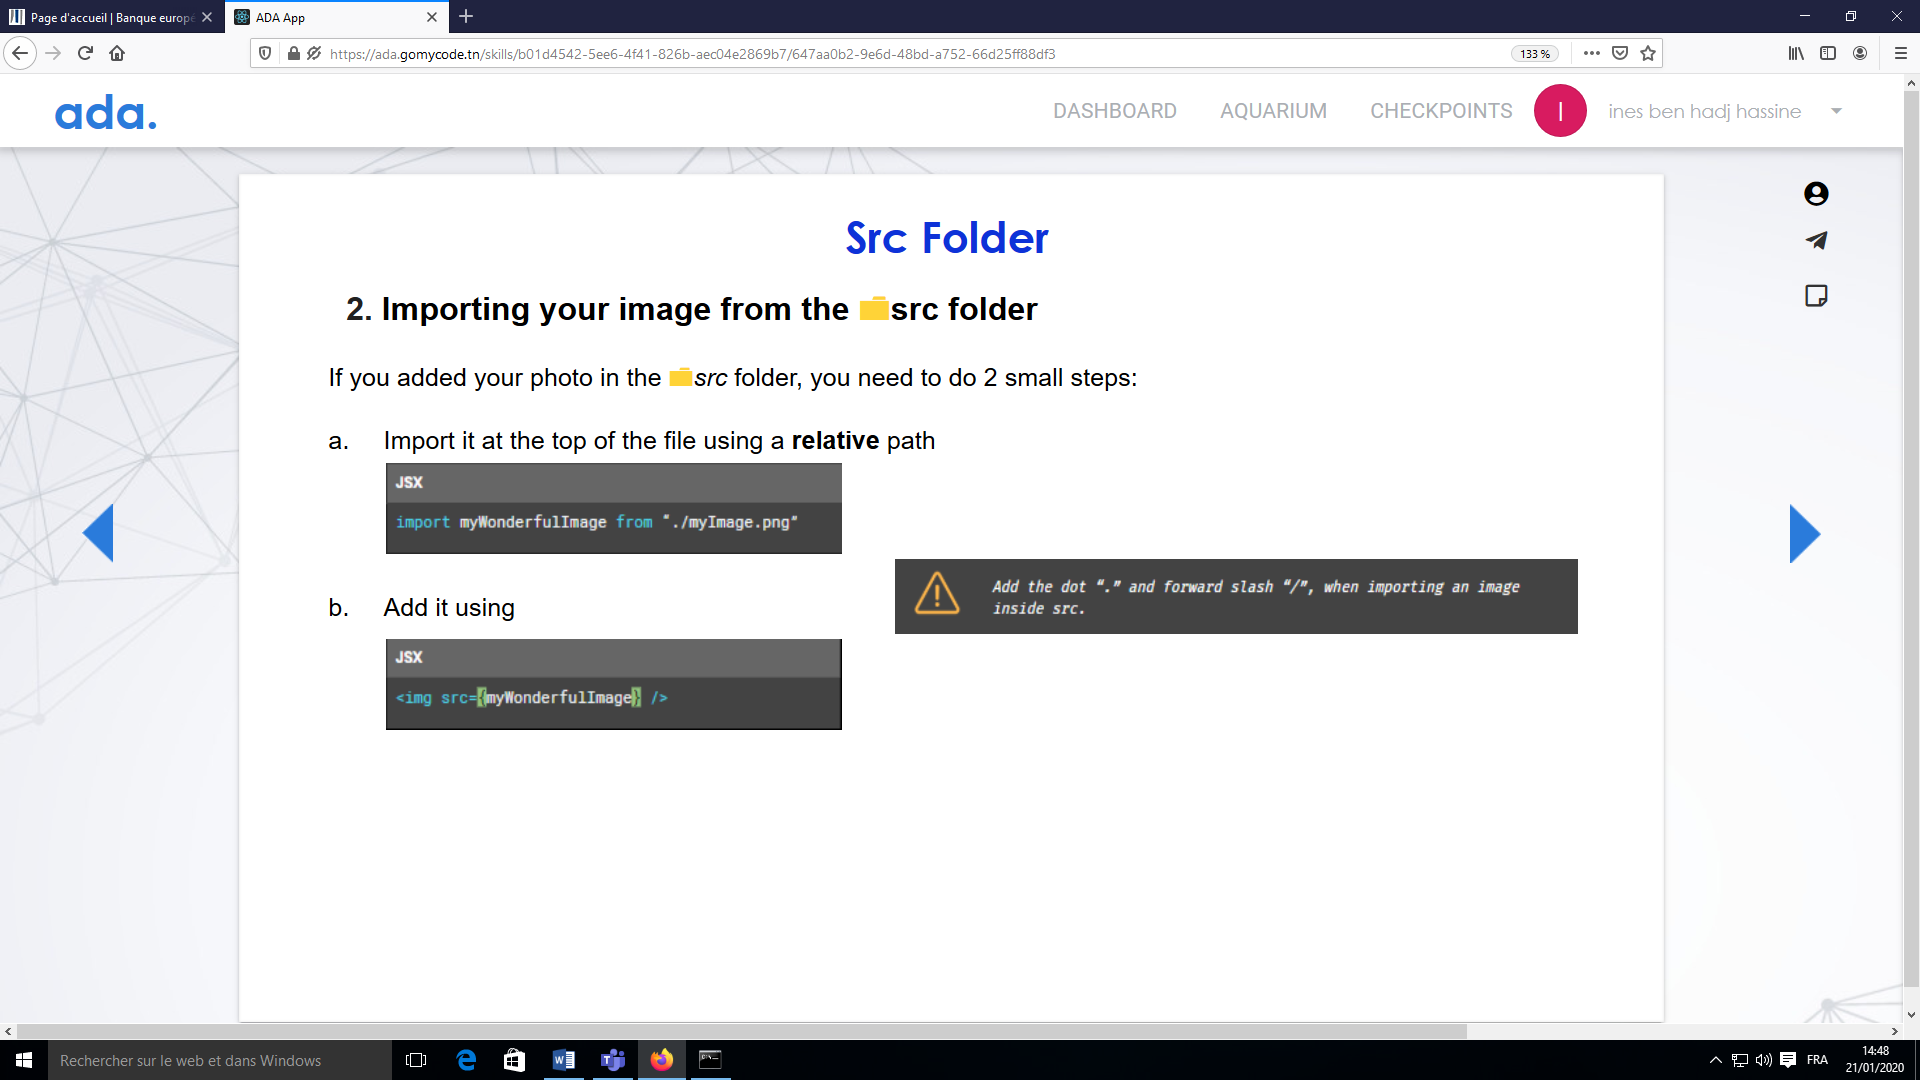 Page d'accueil | Banque europé
ADA App
https://ada.gomycode.tn/skills/b01d4542-5ee6-4f41-826b-aec04e2869b7/647aa0b2-9e6d-48bd-a752-66d25ff88df3
133 %
ada.
DASHBOARD
AQUARIUM
CHECKPOINTS
I
ines ben hadj hassine
Src Folder
2. Importing your image from the src folder
If you added your photo in the src folder, you need to do 2 small steps:
a. Import it at the top of the file using a relative path
JSX
import myWonderfulImage from “./myImage.png”
Add the dot “.” and forward slash “/”, when importing an image
inside src.
b. Add it using
JSX
<img src={myWonderfulImage} />
Rechercher sur le web et dans Windows
FRA
14:48
21/01/2020